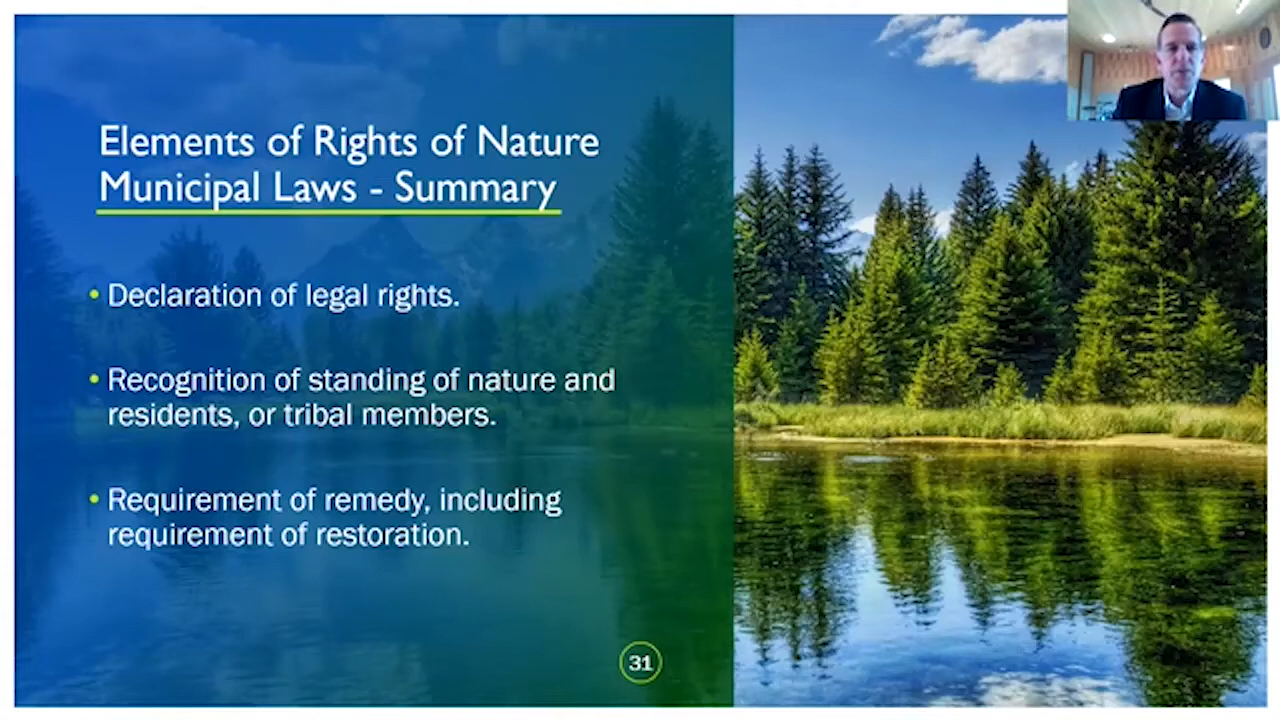 Elements of Rights of Nature
Municipal Laws - Summary
• Declaration of legal rights.
• Recognition of standing of nature and
residents, or tribal members.
• Requirement of remedy, including
requirement of restoration.
31